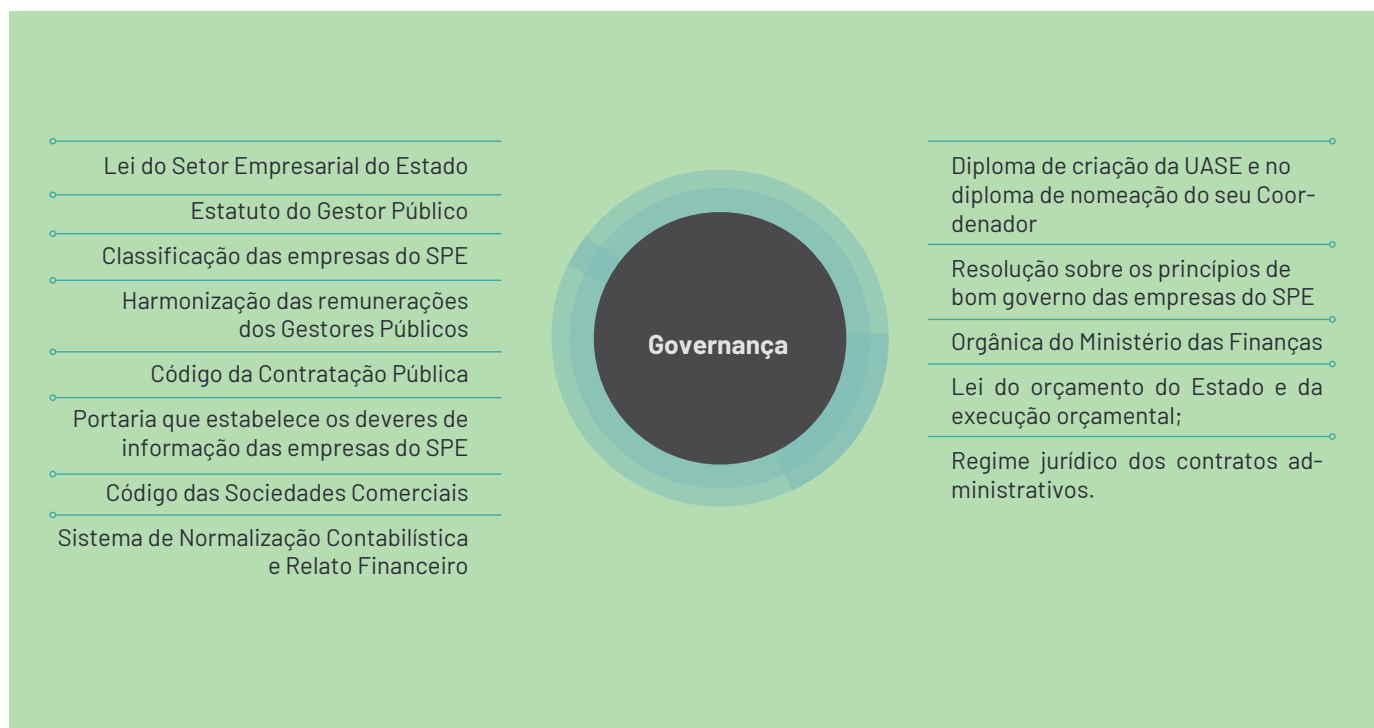 Lei do Setor Empresarial do Estado
Estatuto do Gestor Público
Classificação das empresas do SPE
Harmonização das remunerações
dos Gestores Públicos
Código da Contratação Pública
Portaria que estabelece os deveres de
informação das empresas do SPE
Código das Sociedades Comerciais
Sistema de Normalização Contabilística
e Relato Financeiro
Governança
Diploma de criação da UASE e no
diploma de nomeação do seu Coor-
denador
Resolução sobre os princípios de
bom governo das empresas do SPE
Orgânica do Ministério das Finanças
Lei do orçamento do Estado e da
execução orçamental;
Regime jurídico dos contratos ad-
ministrativos.